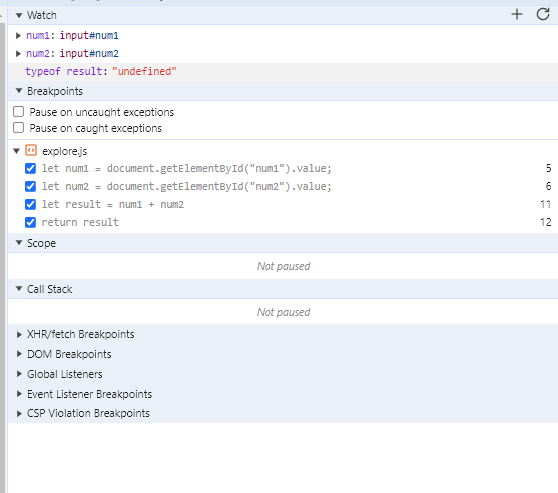 Watch
num1: input#num1
num2: input#num2
typeof result: "undefined"
Breakpoints
Pause on uncaught exceptions
Pause on caught exceptions
explore.js
let num1 = document.getElementById("num1").value; 5
let num2 = document.getElementById("num2").value; 6
let result = num1 + num2 11
return result 12
Scope
Not paused
Call Stack
Not paused
XHR/fetch Breakpoints
DOM Breakpoints
Global Listeners
Event Listener Breakpoints
CSP Violation Breakpoints